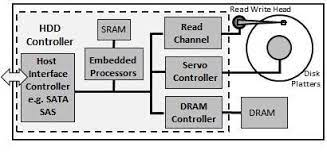 HDD
Controller
SRAM
Read
Channel
Read Write Head
Host
Interface
Controller
e.g. SATA
SAS
Embedded
Processors
Servo
Controller
Disk
Platters
DRAM
Controller
DRAM